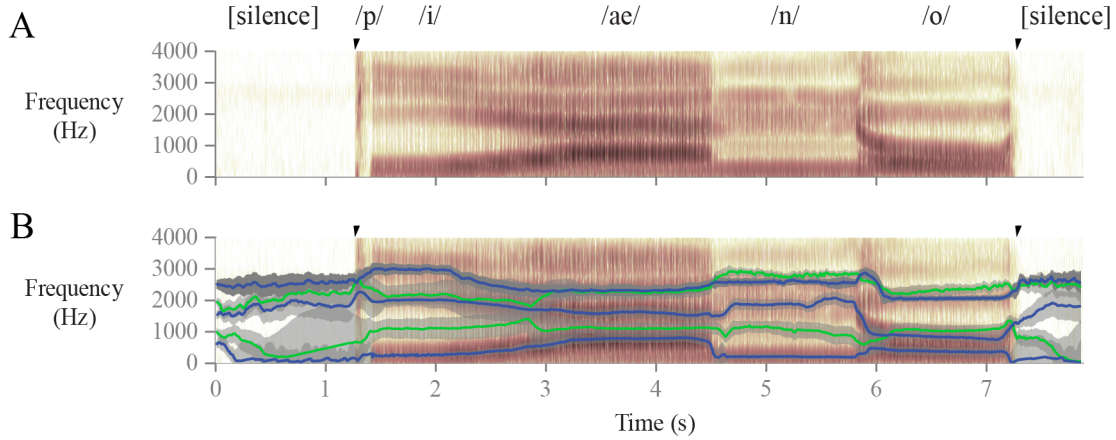 [silence] /p/ /i/ /ae/ /n/ /o/ [silence]
A
4000
3000
Frequency
2000
(Hz)
1000
0
B
4000
3000
Frequency
2000
(Hz)
1000
0
0 1 2 3 4 5 6 7
Time (s)